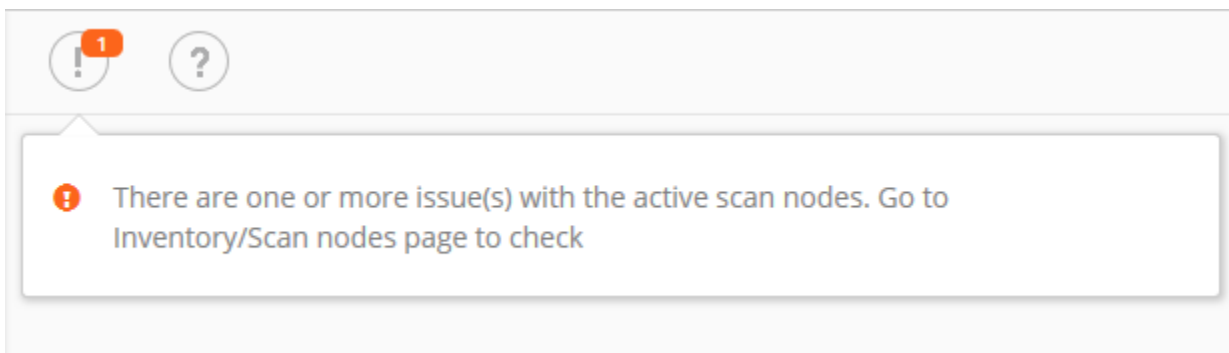 1
!
?
There are one or more issue(s) with the active scan nodes. Go to
Inventory/Scan nodes page to check